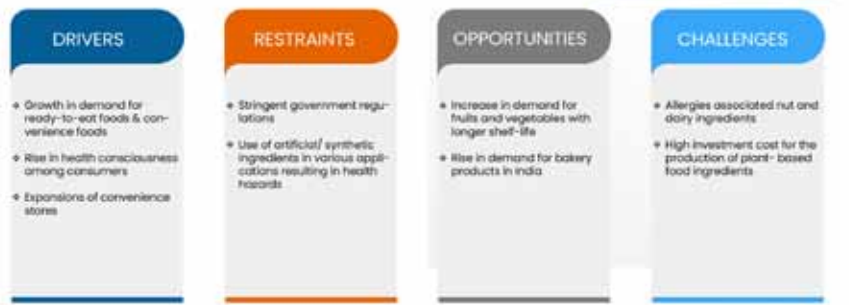 DRIVERS
Growth in demand for
ready-to-eat foods & con-
venience foods
Rise in health consciousness
among consumers
Expansions of convenience
stores
RESTRAINTS
Stringent government regu-
lations
Use of artificial/ synthetic
ingredients in various appli-
cations resulting in health
hazards
OPPORTUNITIES
Increase in demand for
fruits and vegetables with
longer shelf-life
Rise in demand for bakery
products in India
CHALLENGES
Allergies associated nut and
dairy ingredients
High investment cost for the
production of plant- based
food ingredients